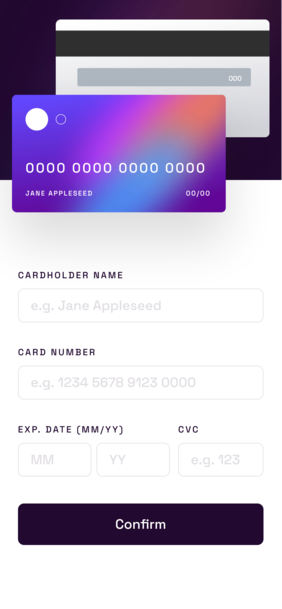 000
0000 0000 0000 0000
JANE APPLESEED 00/00
CARDHOLDER NAME
e.g. Jane Appleseed
CARD NUMBER
e.g. 1234 5678 9123 0000
EXP. DATE (MM/YY) CVC
MM YY e.g. 123
Confirm